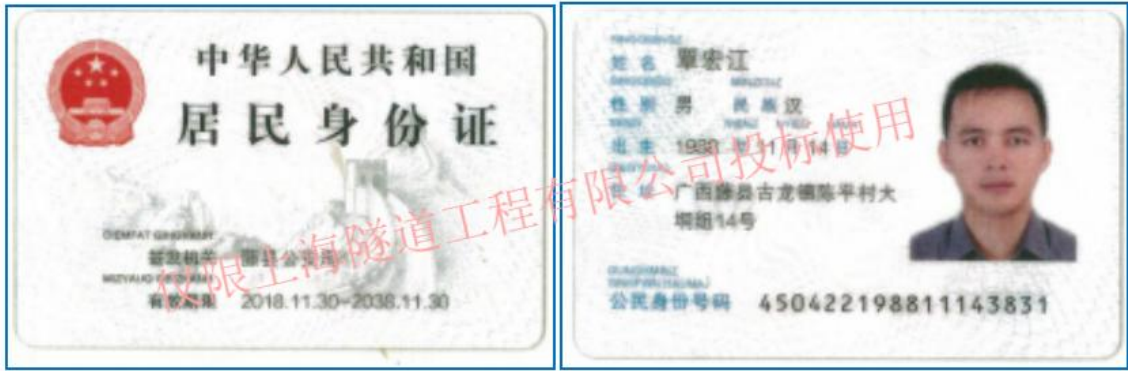 中华人民共和国
居民身份证
签发机关 藤县公安局
有效期限 2018.11.30-2038.11.30
姓名 覃宏江
性别 男 民族 汉
出生 1988 年 11 月 14 日
住址 广西藤县古龙镇陈平村大
垌组14号
公民身份号码 450422198811143831
仅限上海隧道工程有限公司投标使用